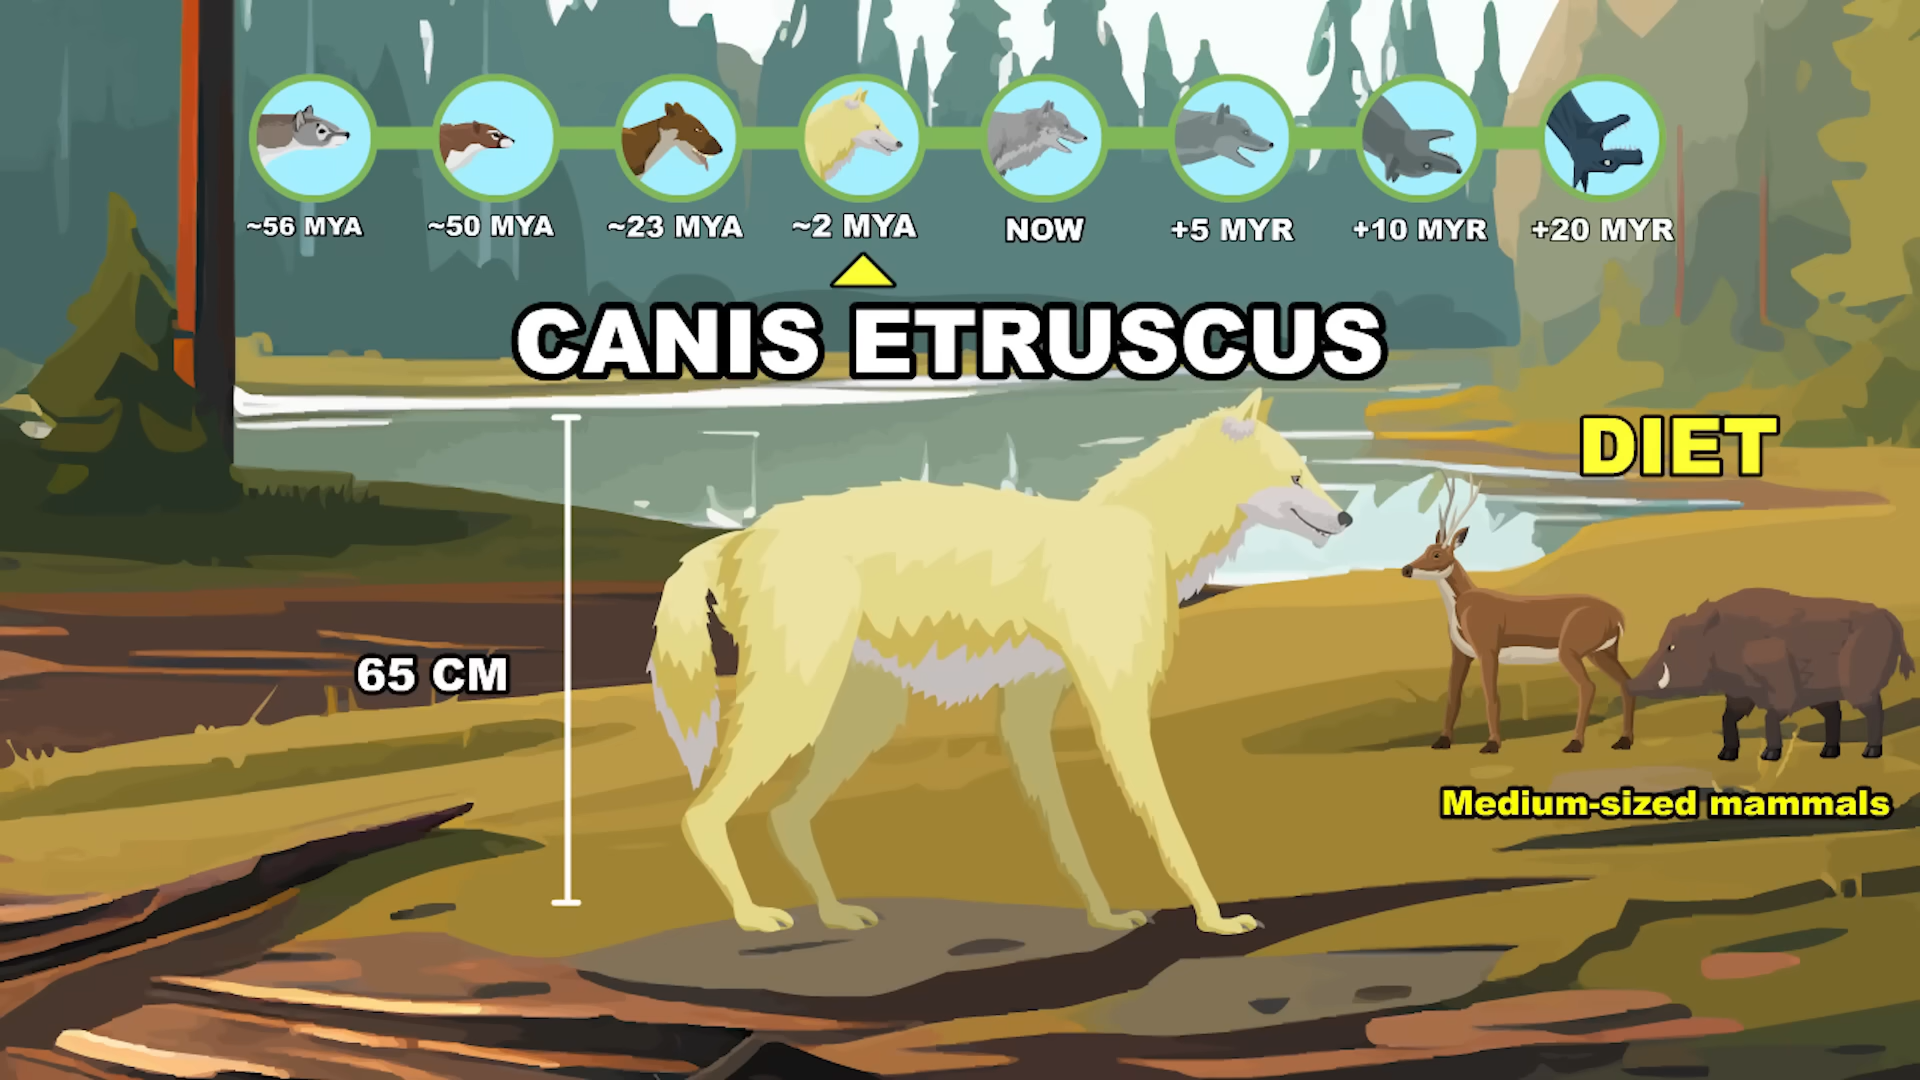 ~56 MYA
~50 MYA
~23 MYA
~2 MYA
NOW
+5 MYR
+10 MYR
+20 MYR
CANIS ETRUSCUS
DIET
65 CM
Medium-sized mammals